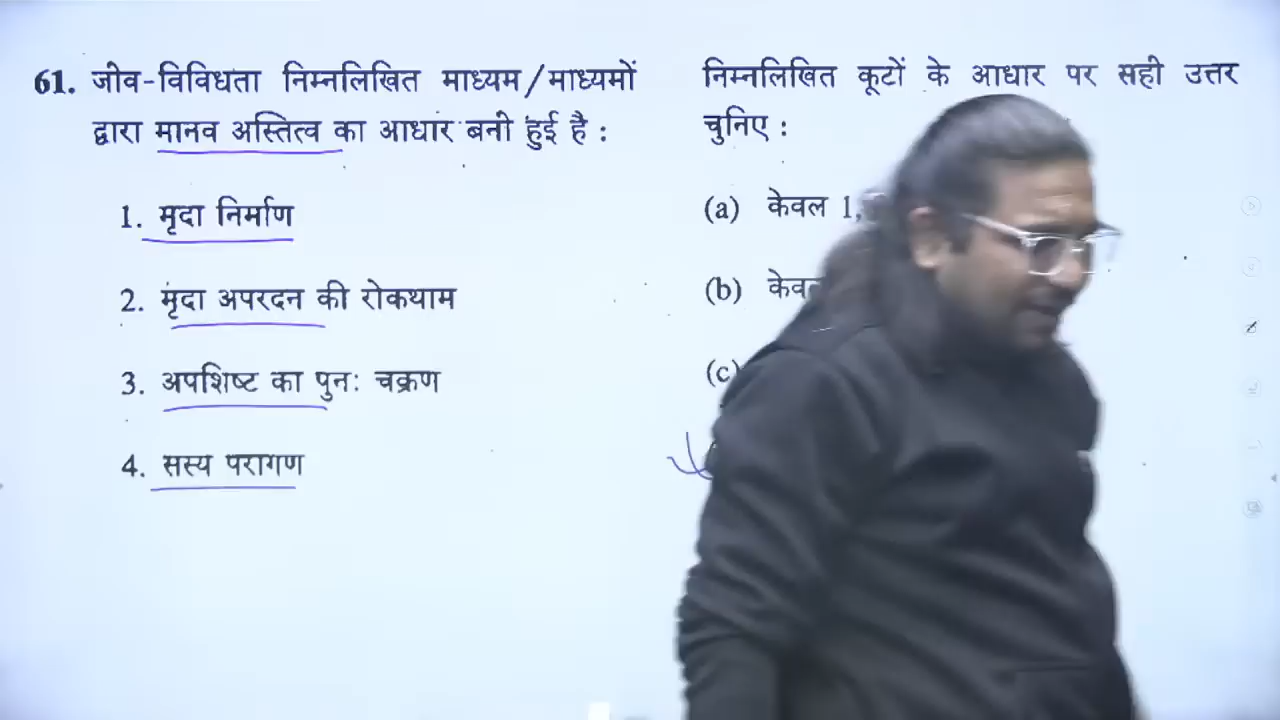 61. जीव-विविधता निम्नलिखित माध्यम/माध्यमों
द्वारा मानव अस्तित्व का आधार बनी हुई है :
1. मृदा निर्माण
2. मृदा अपरदन की रोकथाम
3. अपशिष्ट का पुनः चक्रण
4. सस्य परागण
निम्नलिखित कूटों के आधार पर सही उत्तर
चुनिए :
(a) केवल 1,
(b)
(c)